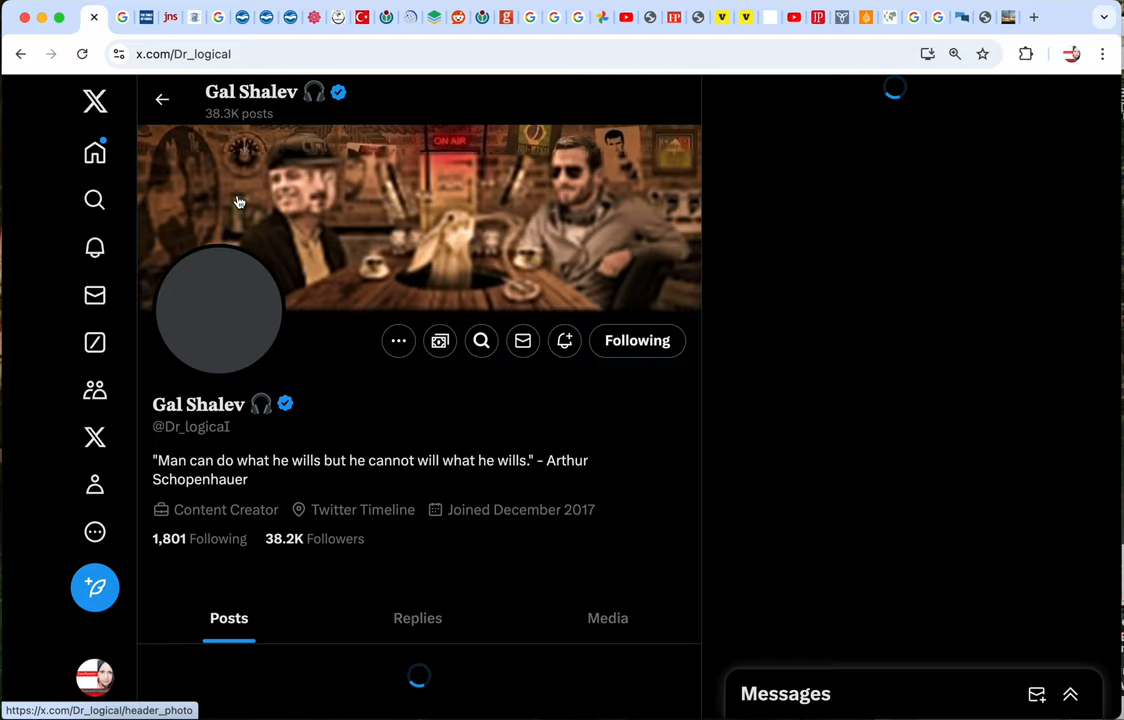 jns
x.com/Dr_logical
Gal Shalev
38.3K posts
ON AIR
Following
Gal Shalev
@Dr_logicaI
"Man can do what he wills but he cannot will what he wills." - Arthur
Schopenhauer
Content Creator Twitter Timeline Joined December 2017
1,801 Following 38.2K Followers
Posts Replies Media
Messages
https://x.com/Dr_logical/header_photo